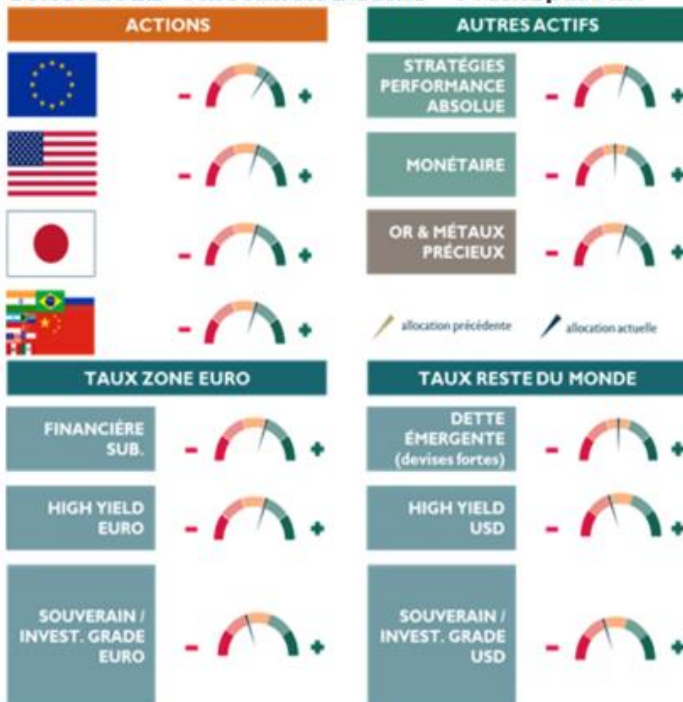 ACTIONS
AUTRES ACTIFS
STRATÉGIES
PERFORMANCE
ABSOLUE
MONÉTAIRE
OR & MÉTAUX
PRÉCIEUX
allocation précédente
allocation actuelle
TAUX ZONE EURO
TAUX RESTE DU MONDE
FINANCIÈRE
SUB.
DETTE
ÉMERGENTE
(devises fortes)
HIGH YIELD
EURO
HIGH YIELD
USD
SOUVERAIN /
INVEST. GRADE
EURO
SOUVERAIN /
INVEST. GRADE
USD